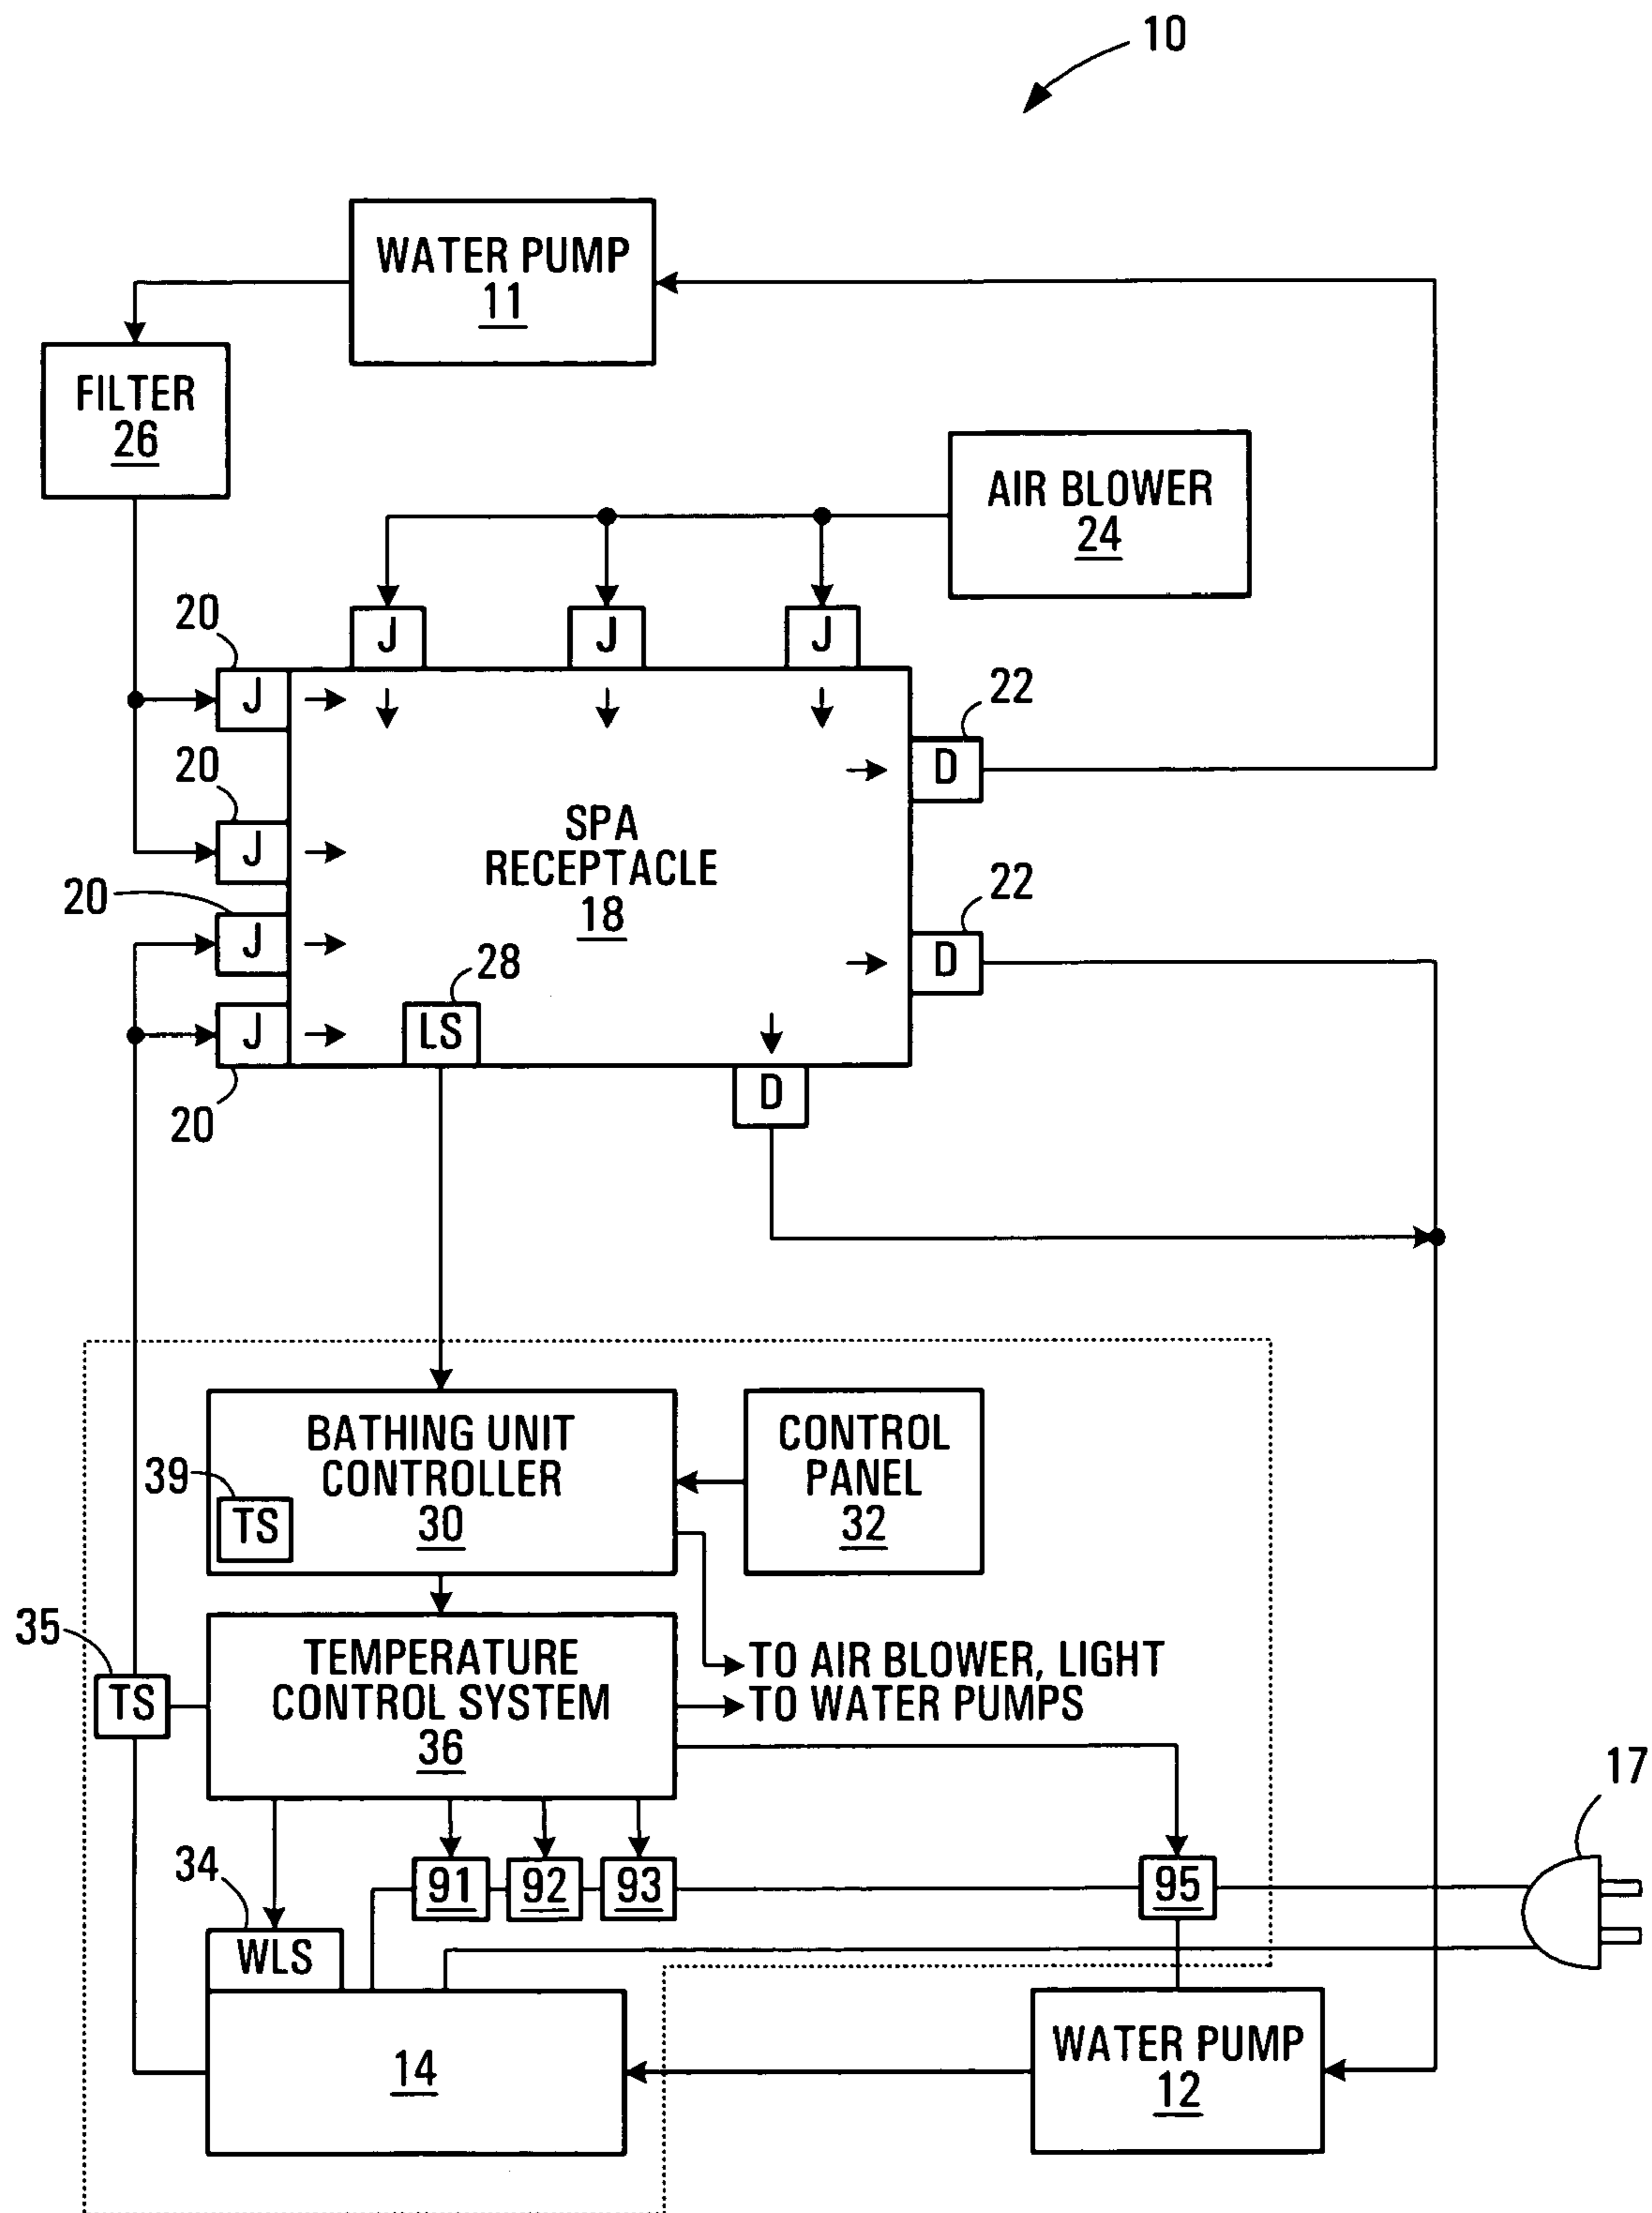 10
WATER PUMP
11
FILTER
26
AIR BLOWER
24
20
J
J
J
J
22
D
20
J
SPA
RECEPTACLE
18
20
J
22
D
28
LS
J
20
D
BATHING UNIT
CONTROLLER
30
39
TS
CONTROL
PANEL
32
35
TS
TEMPERATURE
CONTROL SYSTEM
36
TO AIR BLOWER, LIGHT
TO WATER PUMPS
17
34
WLS
91
92
93
95
14
WATER PUMP
12